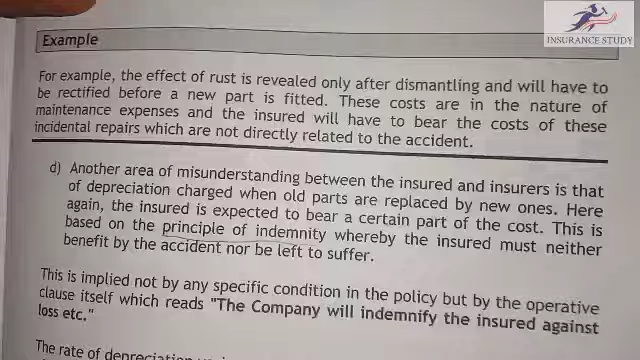 INSURANCE STUDY
Example
For example, the effect of rust is revealed only after dismantling and will have to
be rectified before a new part is fitted. These costs are in the nature of
maintenance expenses and the insured will have to bear the costs of these
incidental repairs which are not directly related to the accident.
d) Another area of misunderstanding between the insured and insurers is that
of depreciation charged when old parts are replaced by new ones. Here
again, the insured is expected to bear a certain part of the cost. This is
based on the principle of indemnity whereby the insured must neither
benefit by the accident nor be left to suffer.
This is implied not by any specific condition in the policy but by the operative
clause itself which reads "The Company will indemnify the insured against
loss etc."
The rate of depreciation